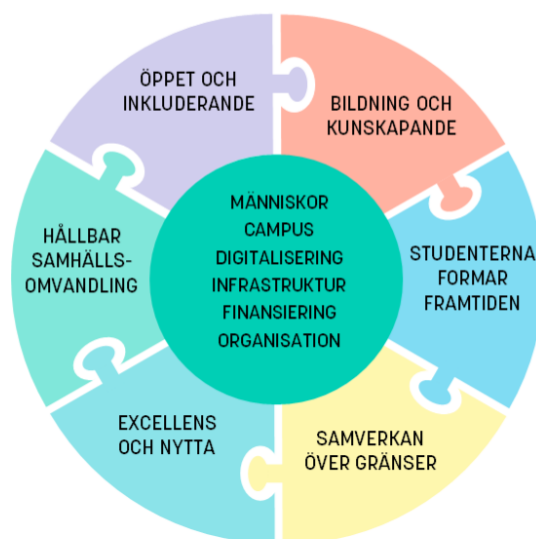 ÖPPET OCH
INKLUDERANDE
BILDNING OCH
KUNSKAPANDE
STUDENTERNA
FORMAR
FRAMTIDEN
SAMVERKAN
ÖVER GRÄNSER
EXCELLENS
OCH NYTTA
HÅLLBAR
SAMHÄLLS-
OMVANDLING
MÄNNISKOR
CAMPUS
DIGITALISERING
INFRASTRUKTUR
FINANSIERING
ORGANISATION